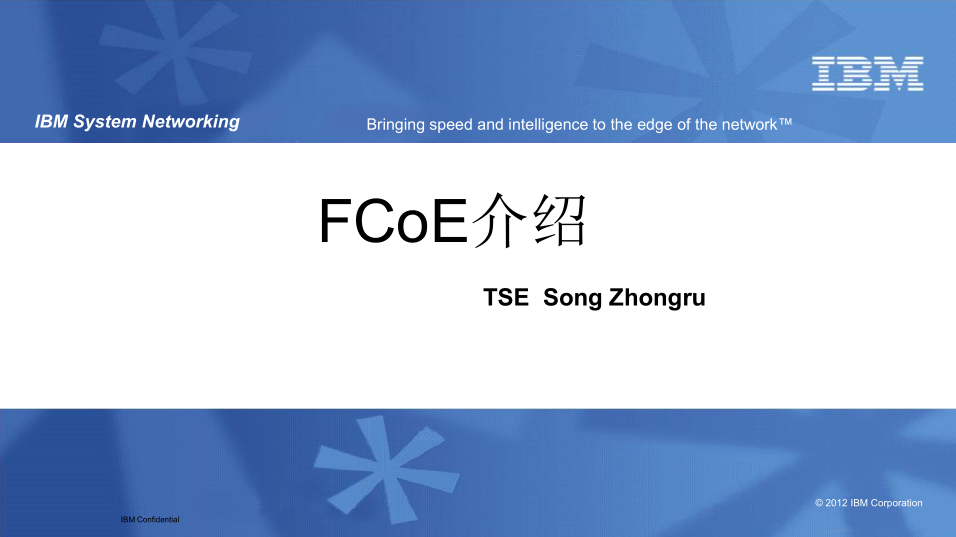 IBM
IBM System Networking
Bringing speed and intelligence to the edge of the network™
FCoE介绍
TSE Song Zhongru
© 2012 IBM Corporation
IBM Confidential